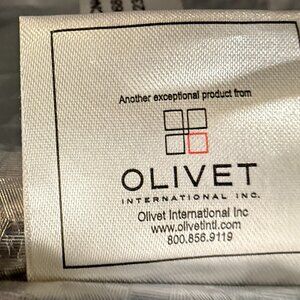 Another exceptional product from
OLIVET
INTERNATIONAL INC.
Olivet International Inc
www.olivetintl.com
800.856.9119